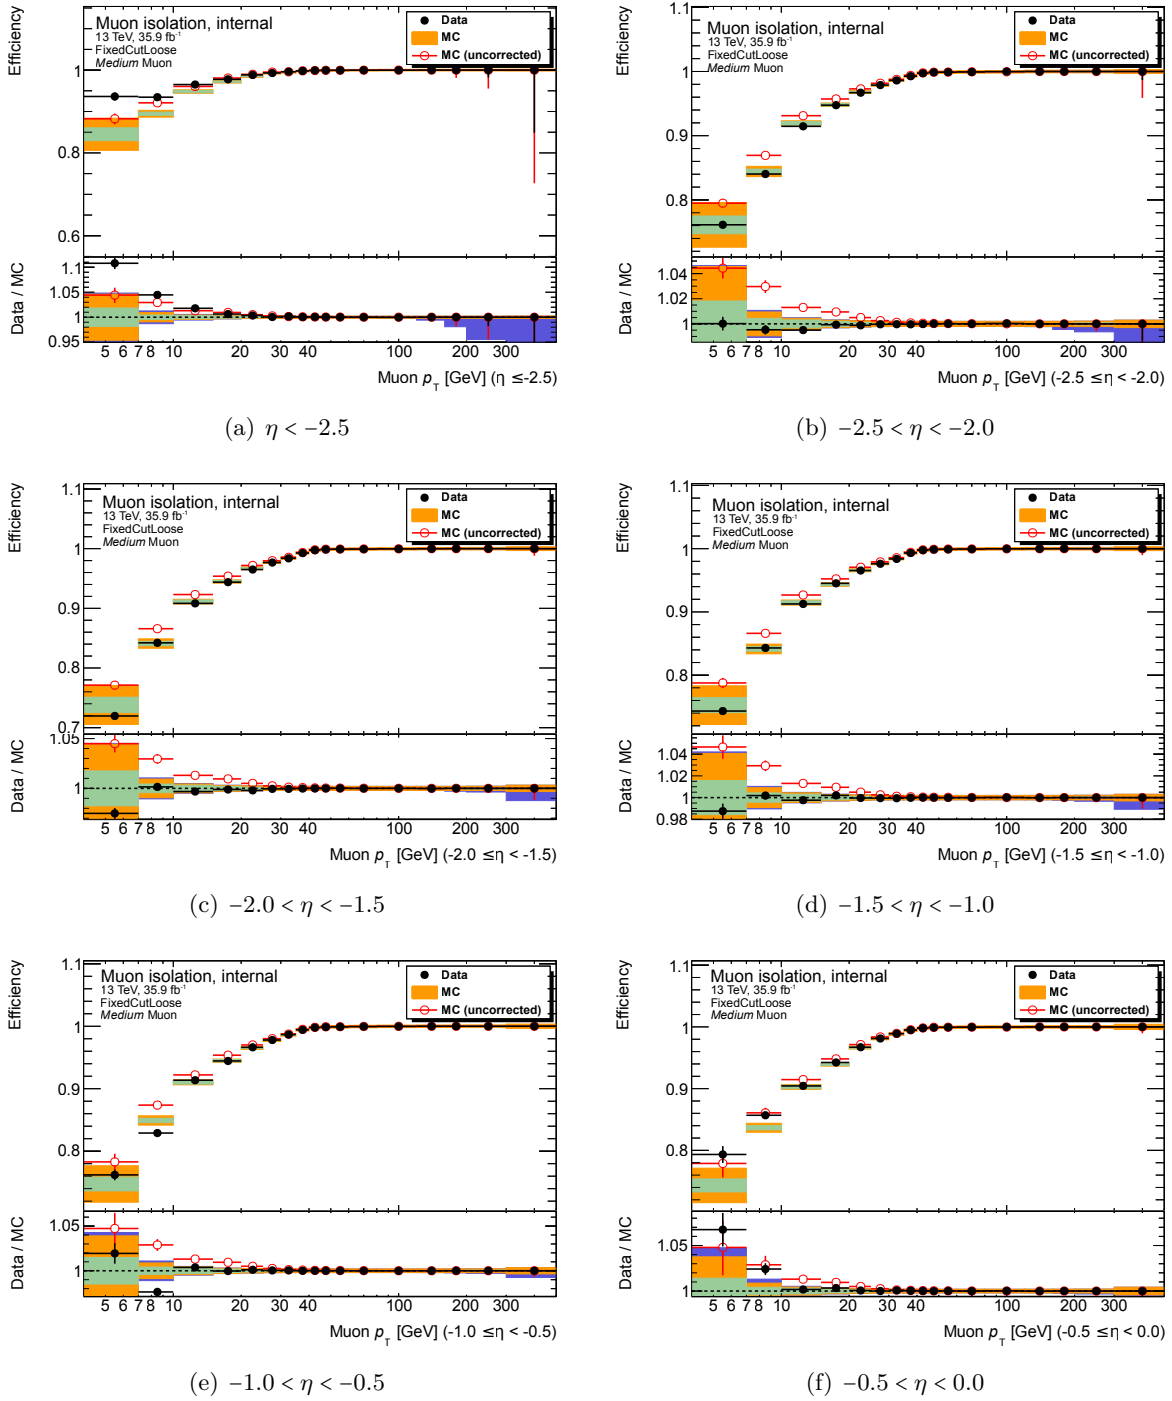 Efficiency
Muon isolation, internal
13 TeV, 35.9 fb⁻¹
FixedCutLoose
Medium Muon
Data
MC
MC (uncorrected)
1
0.8
0.6
Data / MC
1.1
1.05
1
0.95
5 6 7 8 10 20 30 40 100 200 300
Muon p_T [GeV] (η ≤-2.5)
(a) η < −2.5
Efficiency
1.1
Muon isolation, internal
13 TeV, 35.9 fb⁻¹
FixedCutLoose
Medium Muon
Data
MC
MC (uncorrected)
1
0.9
0.8
Data / MC
1.04
1.02
1
5 6 7 8 10 20 30 40 100 200 300
Muon p_T [GeV] (-2.5 ≤η < -2.0)
(b) −2.5 < η < −2.0
Efficiency
1.1
Muon isolation, internal
13 TeV, 35.9 fb⁻¹
FixedCutLoose
Medium Muon
Data
MC
MC (uncorrected)
1
0.9
0.8
0.7
Data / MC
1.05
1
5 6 7 8 10 20 30 40 100 200 300
Muon p_T [GeV] (-2.0 ≤η < -1.5)
(c) −2.0 < η < −1.5
Efficiency
1.1
Muon isolation, internal
13 TeV, 35.9 fb⁻¹
FixedCutLoose
Medium Muon
Data
MC
MC (uncorrected)
1
0.9
0.8
Data / MC
1.04
1.02
1
0.98
5 6 7 8 10 20 30 40 100 200 300
Muon p_T [GeV] (-1.5 ≤η < -1.0)
(d) −1.5 < η < −1.0
Efficiency
1.1
Muon isolation, internal
13 TeV, 35.9 fb⁻¹
FixedCutLoose
Medium Muon
Data
MC
MC (uncorrected)
1
0.9
0.8
Data / MC
1.05
1
5 6 7 8 10 20 30 40 100 200 300
Muon p_T [GeV] (-1.0 ≤η < -0.5)
(e) −1.0 < η < −0.5
Efficiency
1.1
Muon isolation, internal
13 TeV, 35.9 fb⁻¹
FixedCutLoose
Medium Muon
Data
MC
MC (uncorrected)
1
0.9
0.8
Data / MC
1.05
1
5 6 7 8 10 20 30 40 100 200 300
Muon p_T [GeV] (-0.5 ≤η < 0.0)
(f) −0.5 < η < 0.0